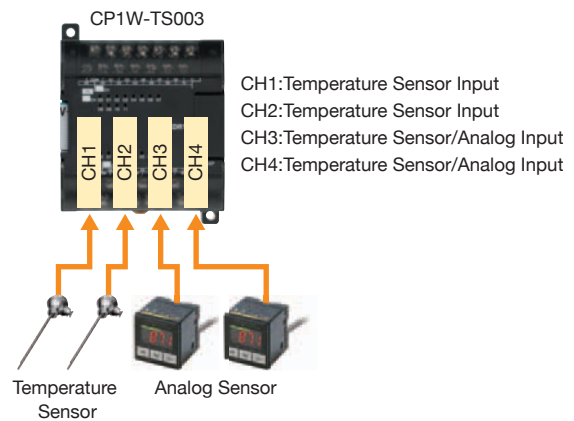 CP1W-TS003
CH1:Temperature Sensor Input
CH2:Temperature Sensor Input
CH3:Temperature Sensor/Analog Input
CH4:Temperature Sensor/Analog Input
CH1
CH2
CH3
CH4
Temperature
Sensor
Analog Sensor